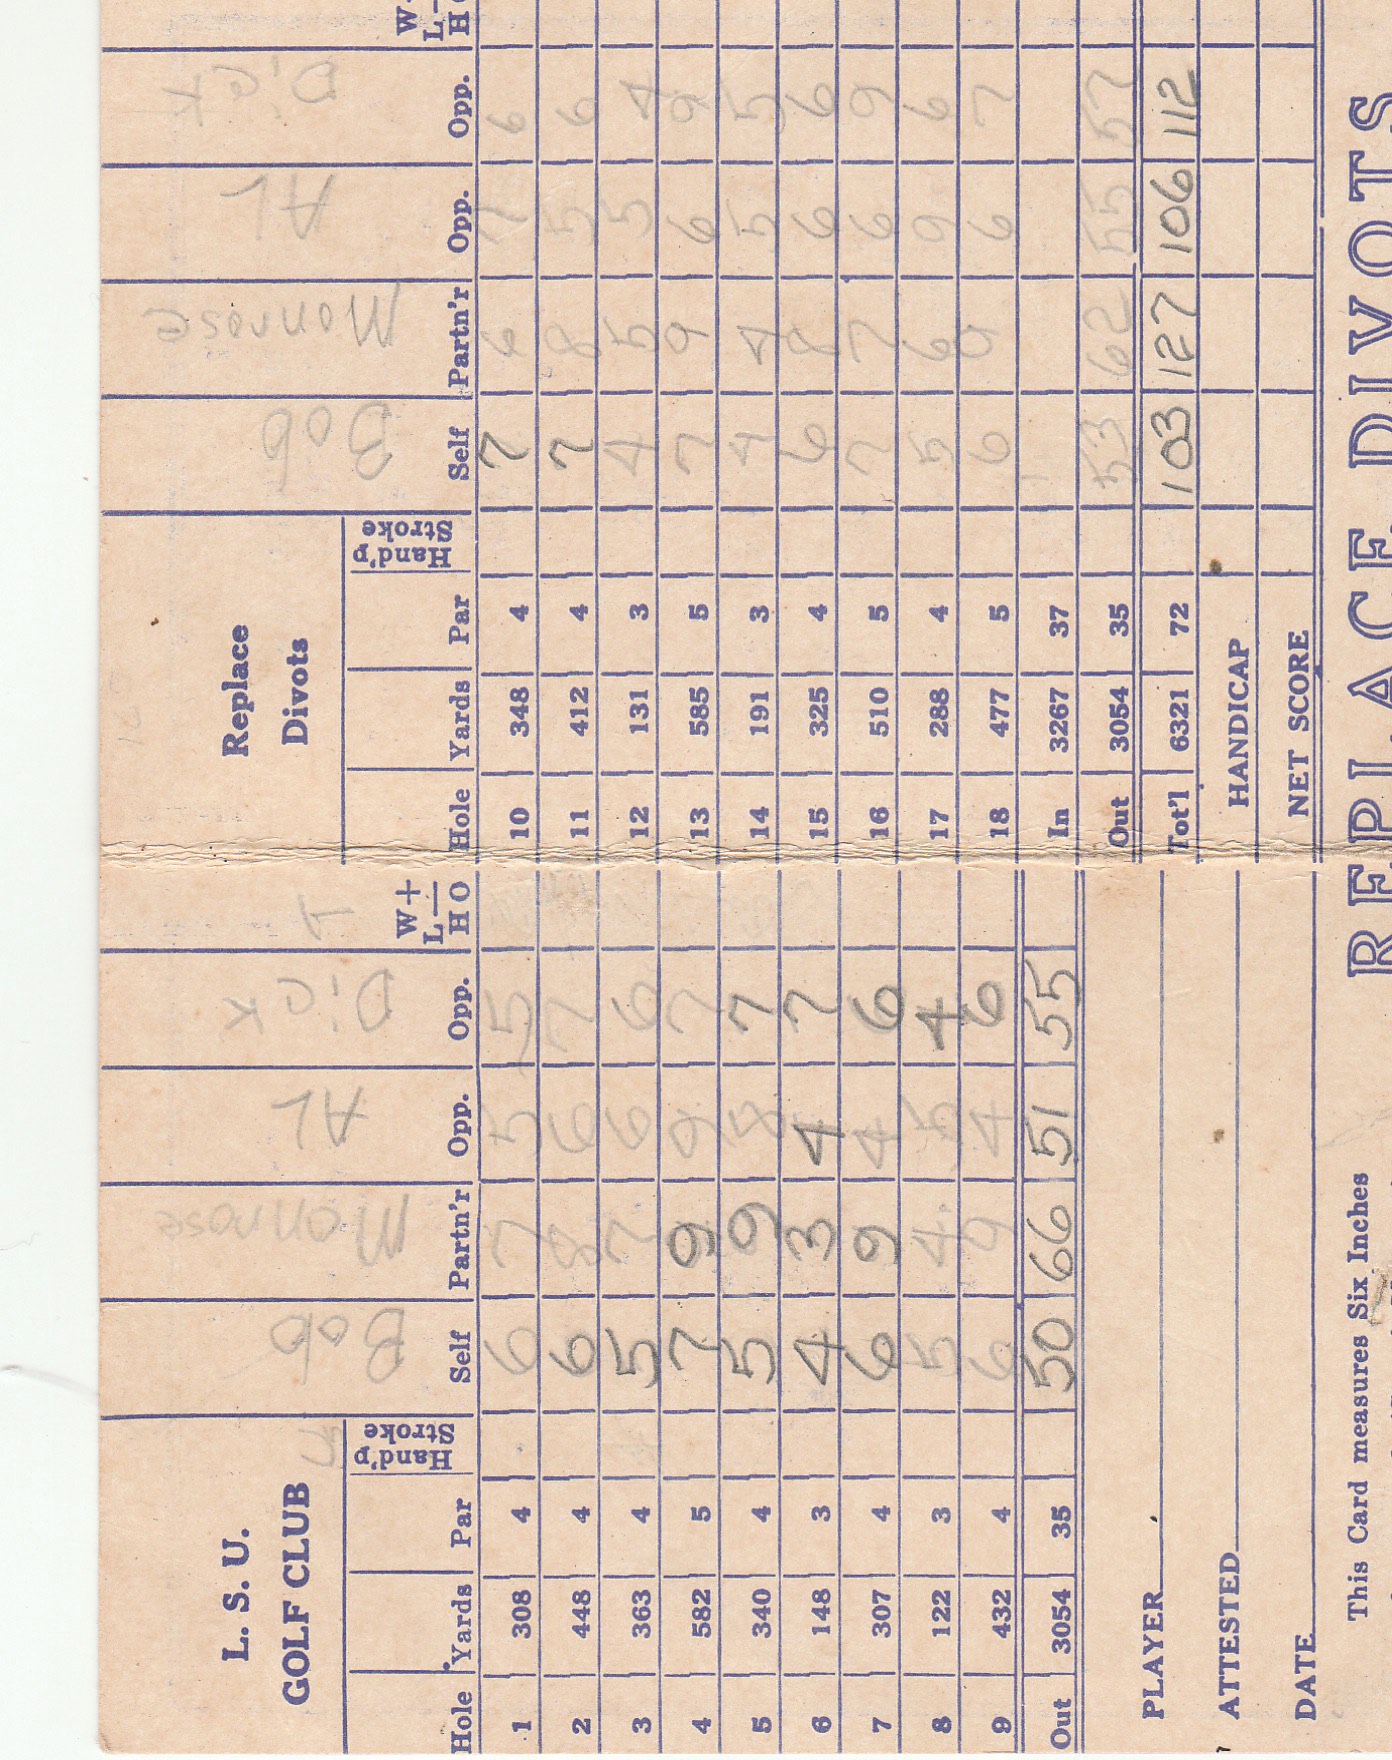 L. S. U.
GOLF CLUB
Bob Monrose AL Dick
Hole Yards Par Hand'p Stroke Self Partn'r Opp. Opp. W+ L— H O
1 308 4 6 7 5 5
2 448 4 6 8 6 7
3 363 4 5 7 6 6
4 582 5 7 9 9 7
5 340 4 5 9 8 7
6 148 3 4 3 4 7
7 307 4 6 9 4 6
8 122 3 5 4 5 4
9 432 4 6 9 4 6
Out 3054 35 50 66 51 55
PLAYER
ATTESTED
DATE
This Card measures Six Inches
Replace
Divots
Bob Monrose AL Dick
Hole Yards Par Hand'p Stroke Self Partn'r Opp. Opp. W+ L— H
10 348 4 7 6 7 6
11 412 4 7 8 5 6
12 131 3 4 5 5 4
13 585 5 7 9 6 9
14 191 3 4 4 5 5
15 325 4 6 8 6 6
16 510 5 7 7 6 9
17 288 4 5 6 9 6
18 477 5 6 9 6 7
In 3267 37
Out 3054 35 53 62 55 57
Tot'l 6321 72 103 127 106 112
HANDICAP
NET SCORE
REPLACE DIVOTS